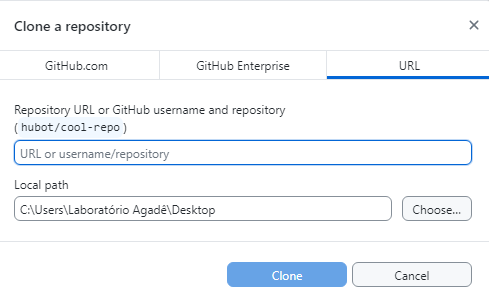 Clone a repository
GitHub.com
GitHub Enterprise
URL
Repository URL or GitHub username and repository
(hubot/cool-repo)
URL or username/repository
Local path
C:\Users\Laboratório Agadê\Desktop
Choose...
Clone
Cancel